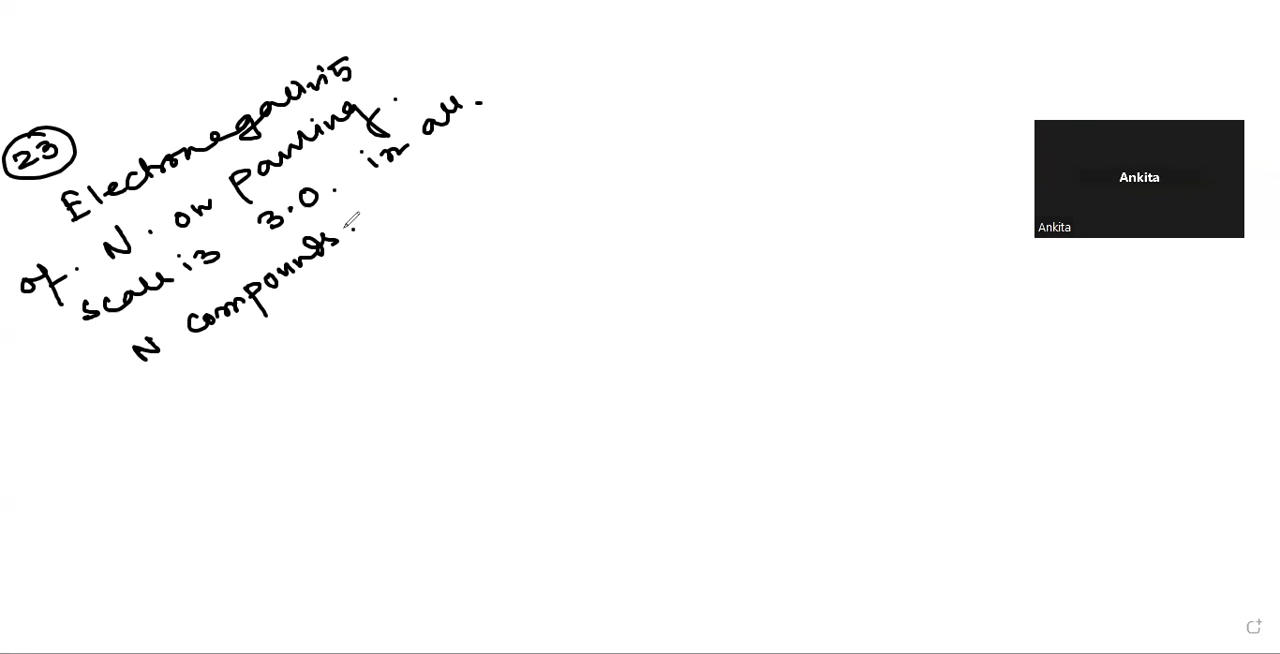 23
Electronegativity
of N. on pauling
scale is 3.0. in all.
N compounds.
Ankita
Ankita